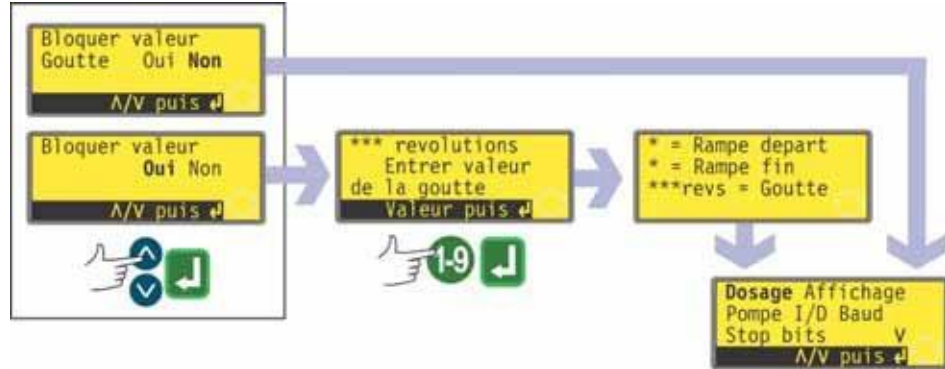 Bloquer valeur
Goutte Oui Non
Λ/V puis ↲
Bloquer valeur
Oui Non
Λ/V puis ↲
*** revolutions
Entrer valeur
de la goutte
Valeur puis ↲
1-9
* = Rampe depart
* = Rampe fin
***revs = Goutte
Dosage Affichage
Pompe I/D Baud
Stop bits V
Λ/V puis ↲